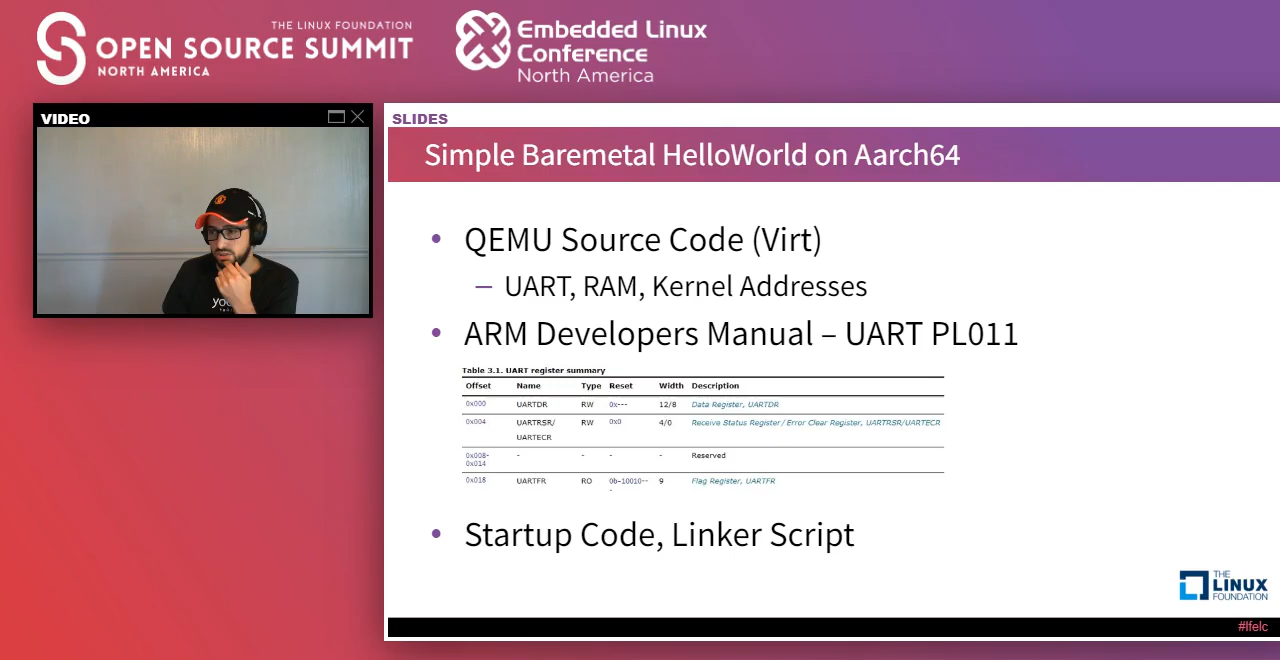 THE LINUX FOUNDATION
OPEN SOURCE SUMMIT
NORTH AMERICA
Embedded Linux
Conference
North America
VIDEO
SLIDES
Simple Baremetal HelloWorld on Aarch64
• QEMU Source Code (Virt)
– UART, RAM, Kernel Addresses
• ARM Developers Manual – UART PL011
Table 3.1. UART register summary
Offset Name Type Reset Width Description
0x000 UARTDR RW 0x--- 12/8 Data Register, UARTDR
0x004 UARTRSR/ RW 0x0 4/0 Receive Status Register / Error Clear Register, UARTRSR/UARTECR
UARTECR
0x008- - - - - Reserved
0x014
0x018 UARTFR RO 0b-10010-- 9 Flag Register, UARTFR
-
• Startup Code, Linker Script
THE
LINUX
FOUNDATION
#lfelc